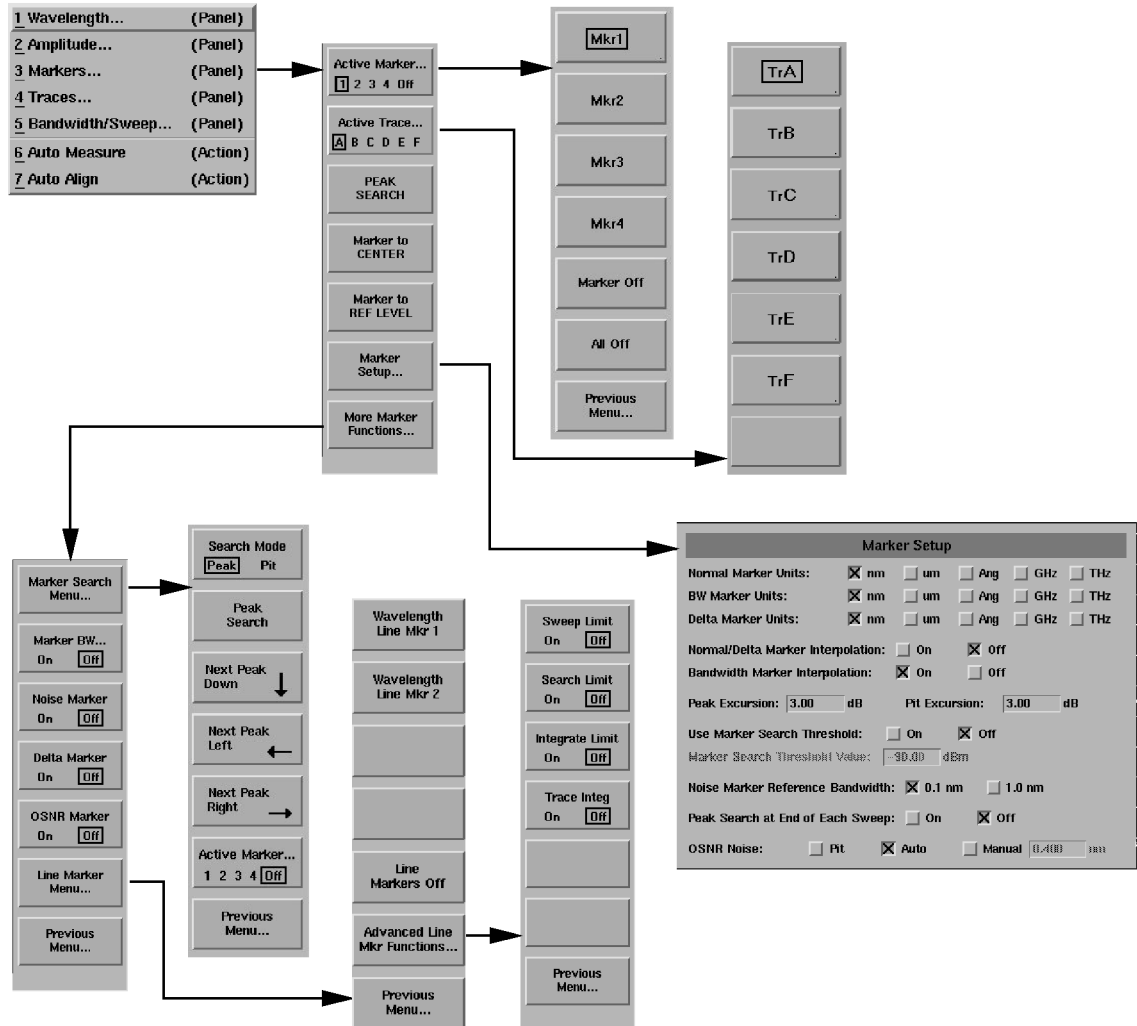 1 Wavelength... (Panel)
2 Amplitude... (Panel)
3 Markers... (Panel)
4 Traces... (Panel)
5 Bandwidth/Sweep... (Panel)
6 Auto Measure (Action)
7 Auto Align (Action)
Active Marker...
1 2 3 4 Off
Active Trace...
A B C D E F
PEAK
SEARCH
Marker to
CENTER
Marker to
REF LEVEL
Marker
Setup...
More Marker
Functions...
Mkr1
Mkr2
Mkr3
Mkr4
Marker Off
All Off
Previous
Menu...
TrA
TrB
TrC
TrD
TrE
TrF
Marker Search
Menu...
Marker BW...
On Off
Noise Marker
On Off
Delta Marker
On Off
OSNR Marker
On Off
Line Marker
Menu...
Previous
Menu...
Search Mode
Peak Pit
Peak
Search
Next Peak
Down
Next Peak
Left
Next Peak
Right
Active Marker...
1 2 3 4 Off
Previous
Menu...
Wavelength
Line Mkr 1
Wavelength
Line Mkr 2
Line
Markers Off
Advanced Line
Mkr Functions...
Previous
Menu...
Sweep Limit
On Off
Search Limit
On Off
Integrate Limit
On Off
Trace Integ
On Off
Previous
Menu...
Marker Setup
Normal Marker Units: nm um Ang GHz THz
BW Marker Units: nm um Ang GHz THz
Delta Marker Units: nm um Ang GHz THz
Normal/Delta Marker Interpolation: On Off
Bandwidth Marker Interpolation: On Off
Peak Excursion: 3.00 dB Pit Excursion: 3.00 dB
Use Marker Search Threshold: On Off
Marker Search Threshold Value: -90.00 dBm
Noise Marker Reference Bandwidth: 0.1 nm 1.0 nm
Peak Search at End of Each Sweep: On Off
OSNR Noise: Pit Auto Manual 0.400 nm